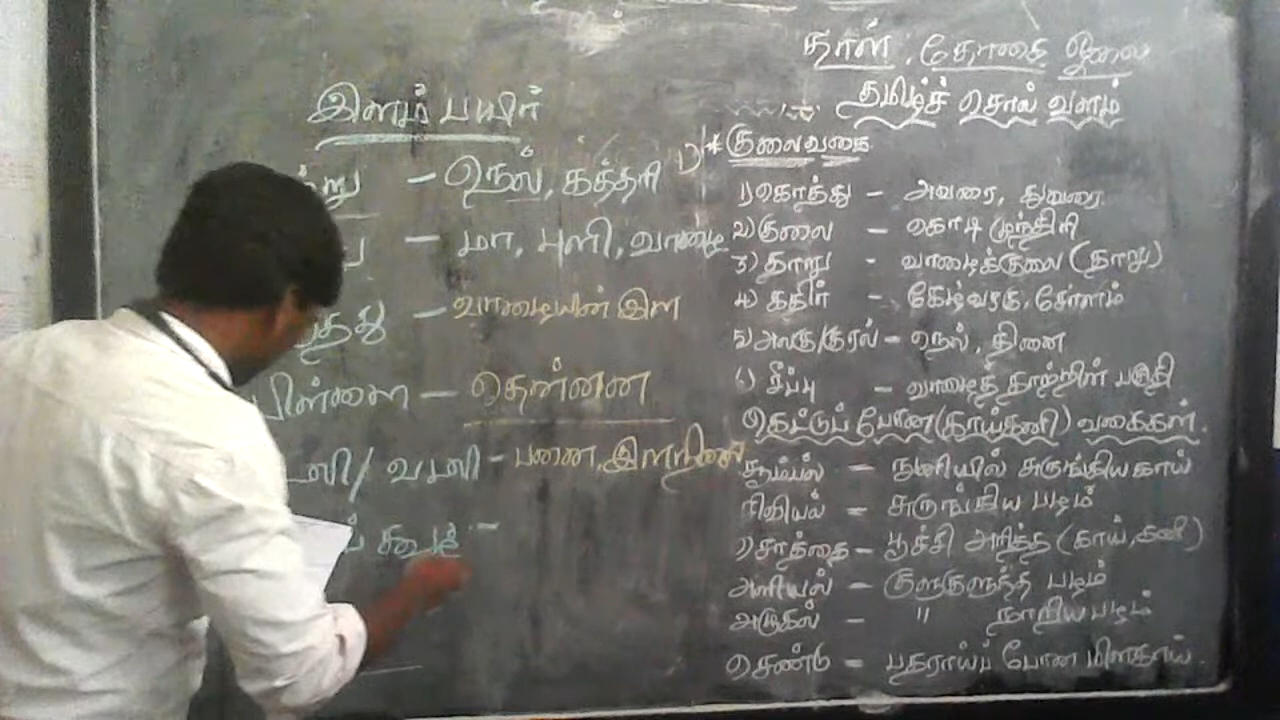 தாள், தோகை ஓலை
தமிழ்ச் சொல் வளம்
இளம் பயிர்
– நெல், கத்தரி
– மா, புளி, வாழை
– வாழையின் இள
பிள்ளை – தென்னை
வடலி – பனை,
1) * குலைவகை
1) கொத்து – அவரை, துவரை
2) குலை – கொடி முந்திரி
3) தாறு – வாழைக்குலை (தாறு)
4) கதிர் – கேழ்வரகு, சோளம்
5) அலகு/குரல் – நெல், தினை
6) சீப்பு – வாழைத் தாற்றின் பகுதி
கெட்டுப் போன (காய்கனி) வகைகள்.
சூம்பல் – நுனியில் சுருங்கிய காய்
சிவியல் – சுருங்கிய பழம்
சொத்தை – பூச்சி அரித்த (காய், கனி)
அளியல் – குளுகுளுத்த பழம்
அழுகல் – " நாறிய பழம்
சொண்டு – பதராய்ப் போன மிளகாய்